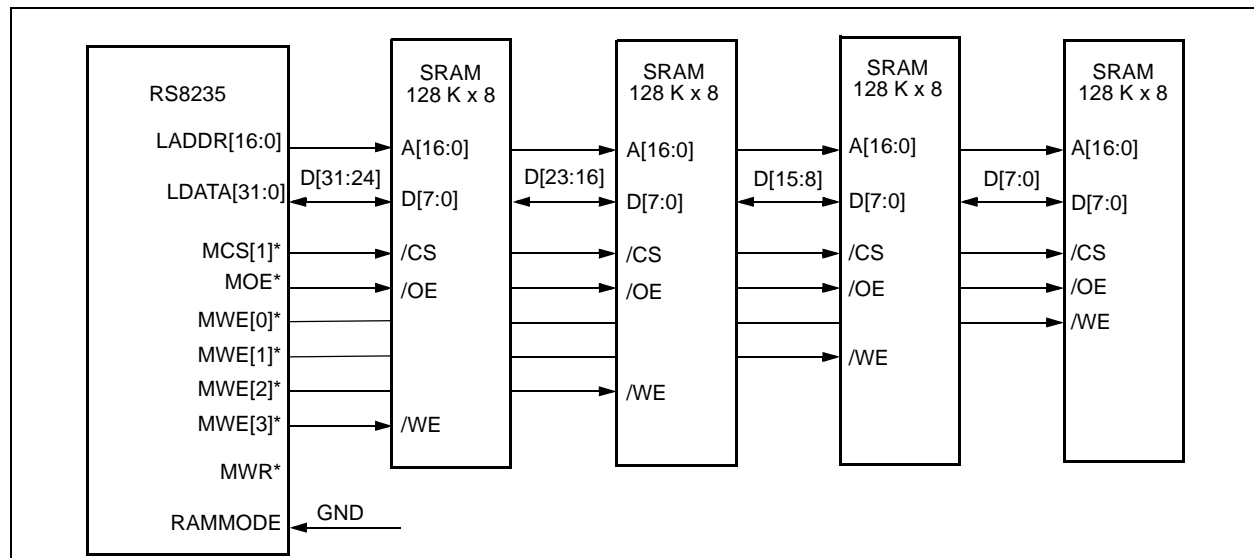 RS8235
LADDR[16:0]
LDATA[31:0]
MCS[1]*
MOE*
MWE[0]*
MWE[1]*
MWE[2]*
MWE[3]*
MWR*
RAMMODE
GND
D[31:24]
SRAM
128 K x 8
A[16:0]
D[7:0]
/CS
/OE
/WE
D[23:16]
SRAM
128 K x 8
A[16:0]
D[7:0]
/CS
/OE
/WE
D[15:8]
SRAM
128 K x 8
A[16:0]
D[7:0]
/CS
/OE
/WE
D[7:0]
SRAM
128 K x 8
A[16:0]
D[7:0]
/CS
/OE
/WE